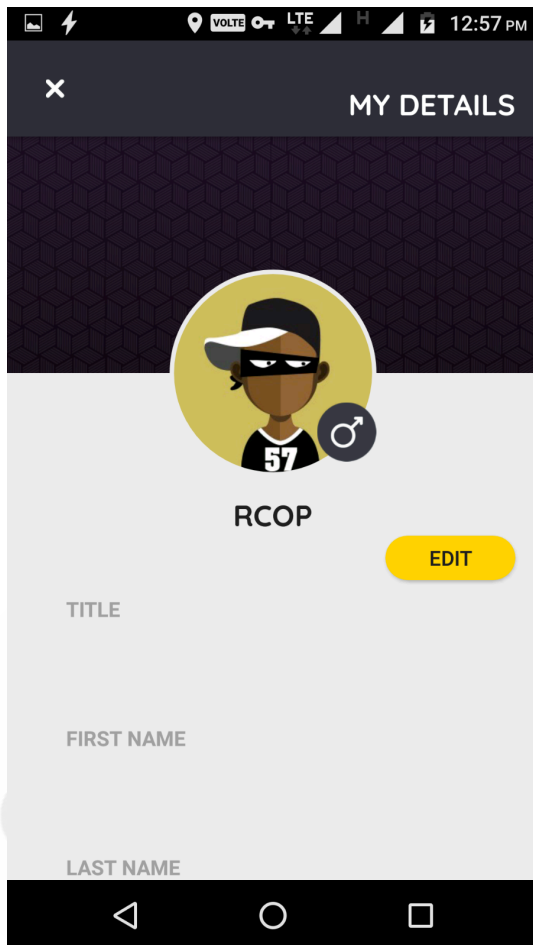 VOLTE LTE H 12:57 PM
MY DETAILS
57
RCOP
EDIT
TITLE
FIRST NAME
LAST NAME